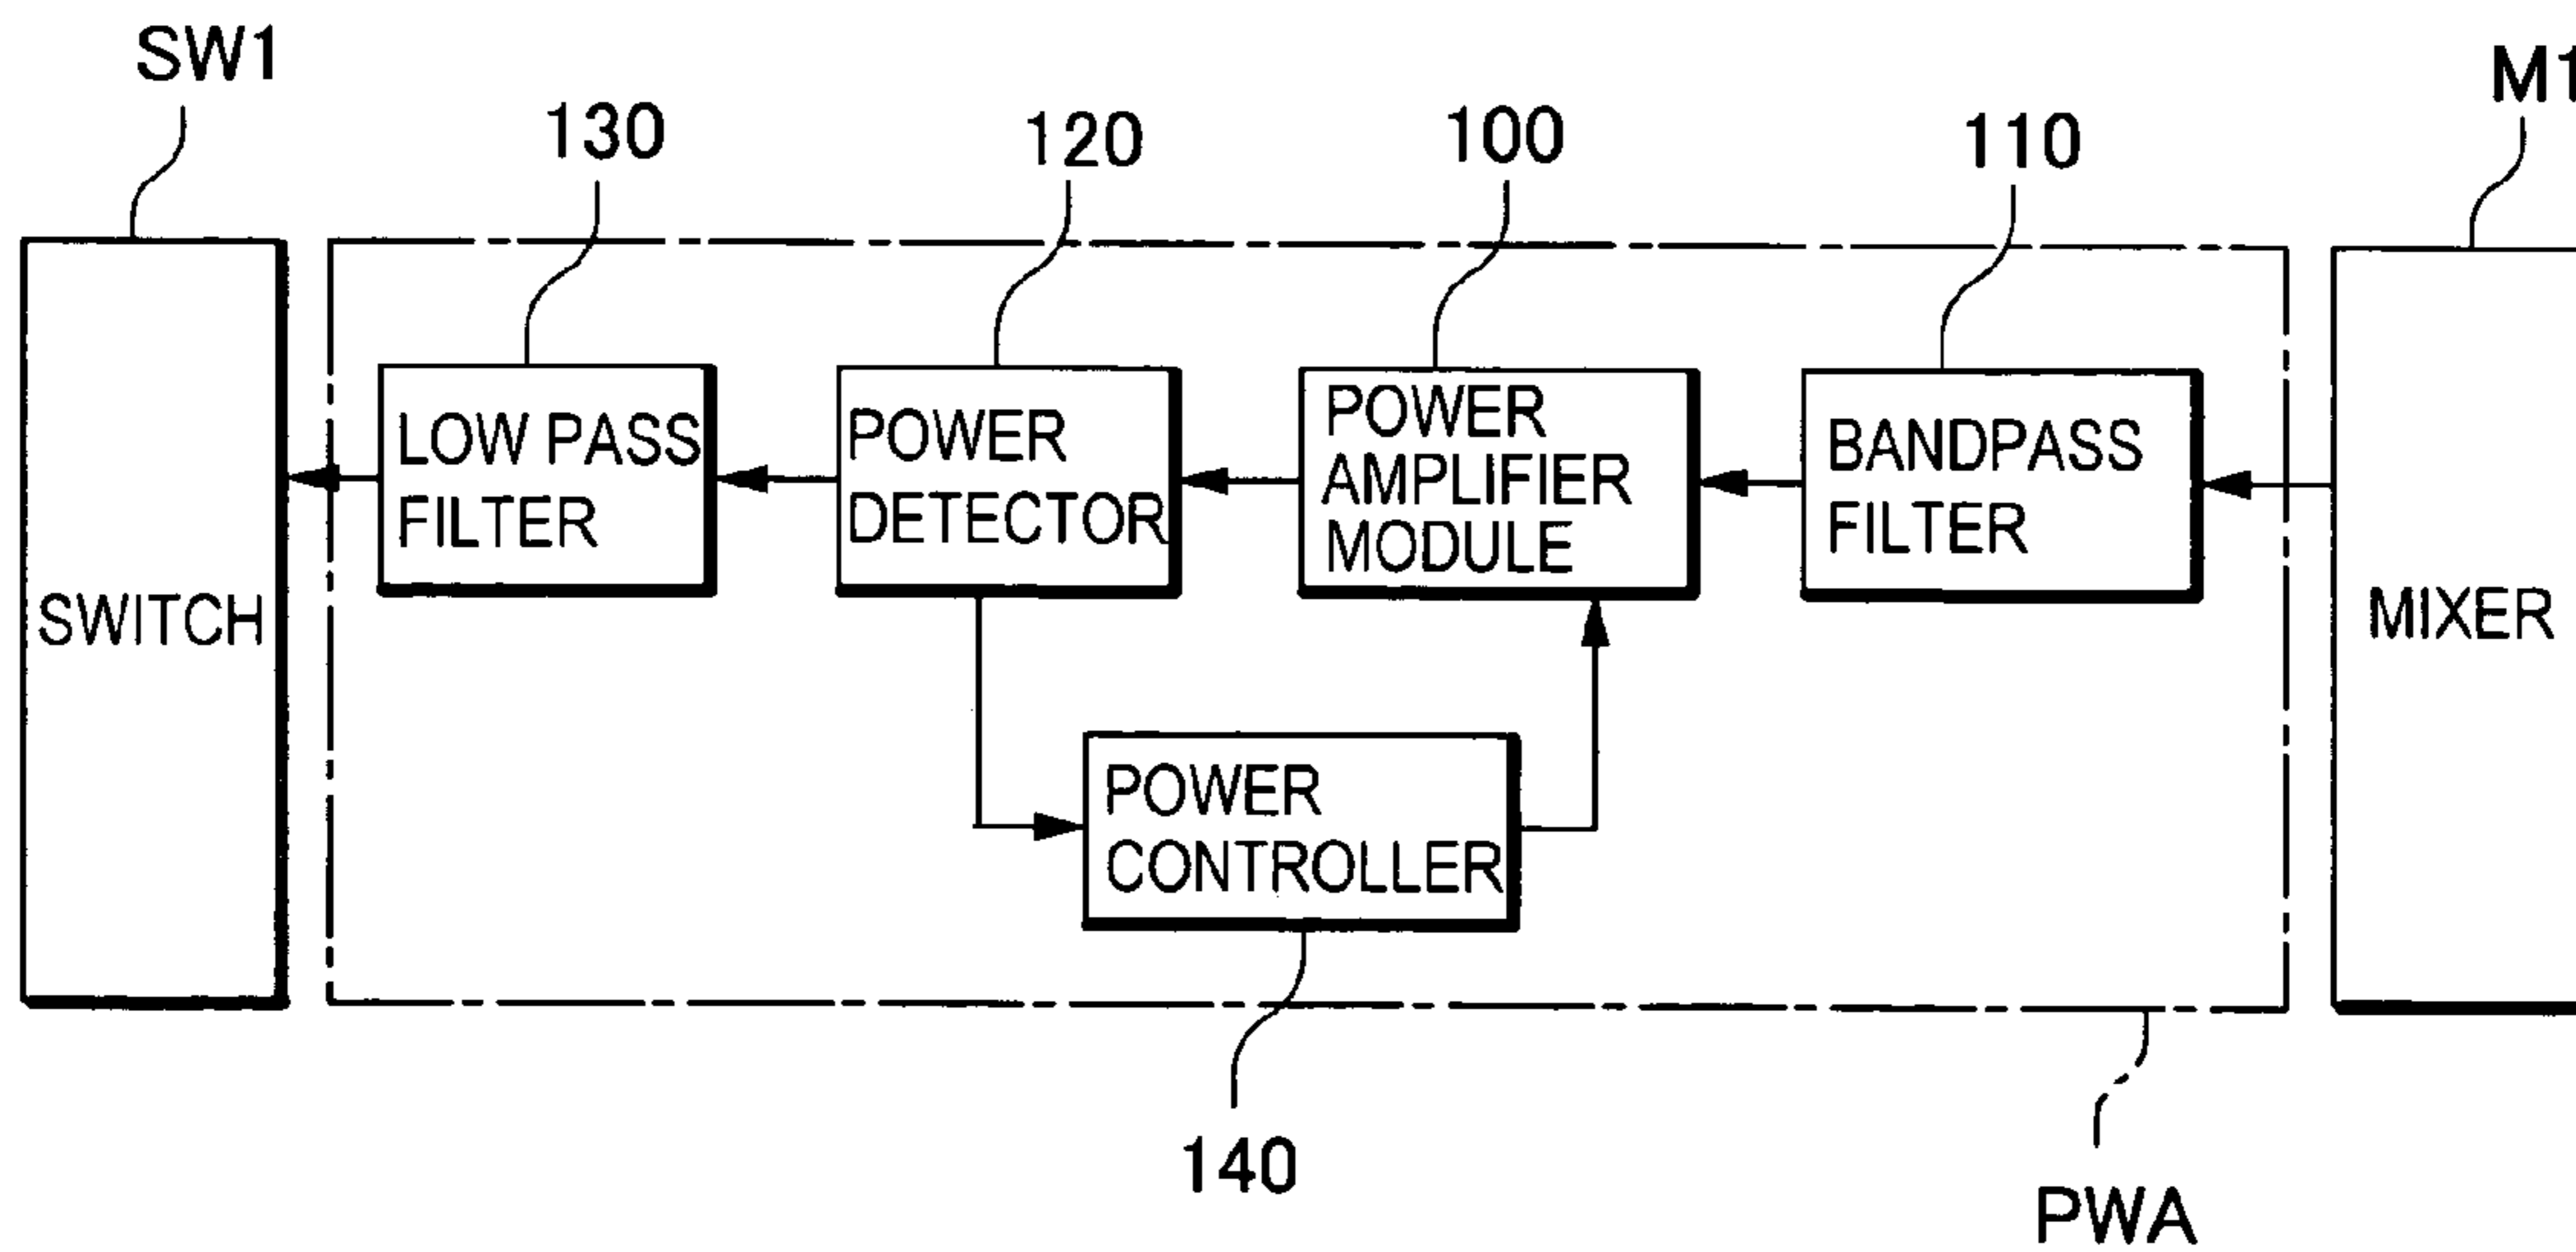 SW1
M1
130
120
100
110
LOW PASS
FILTER
POWER
DETECTOR
POWER
AMPLIFIER
MODULE
BANDPASS
FILTER
SWITCH
MIXER
POWER
CONTROLLER
140
PWA